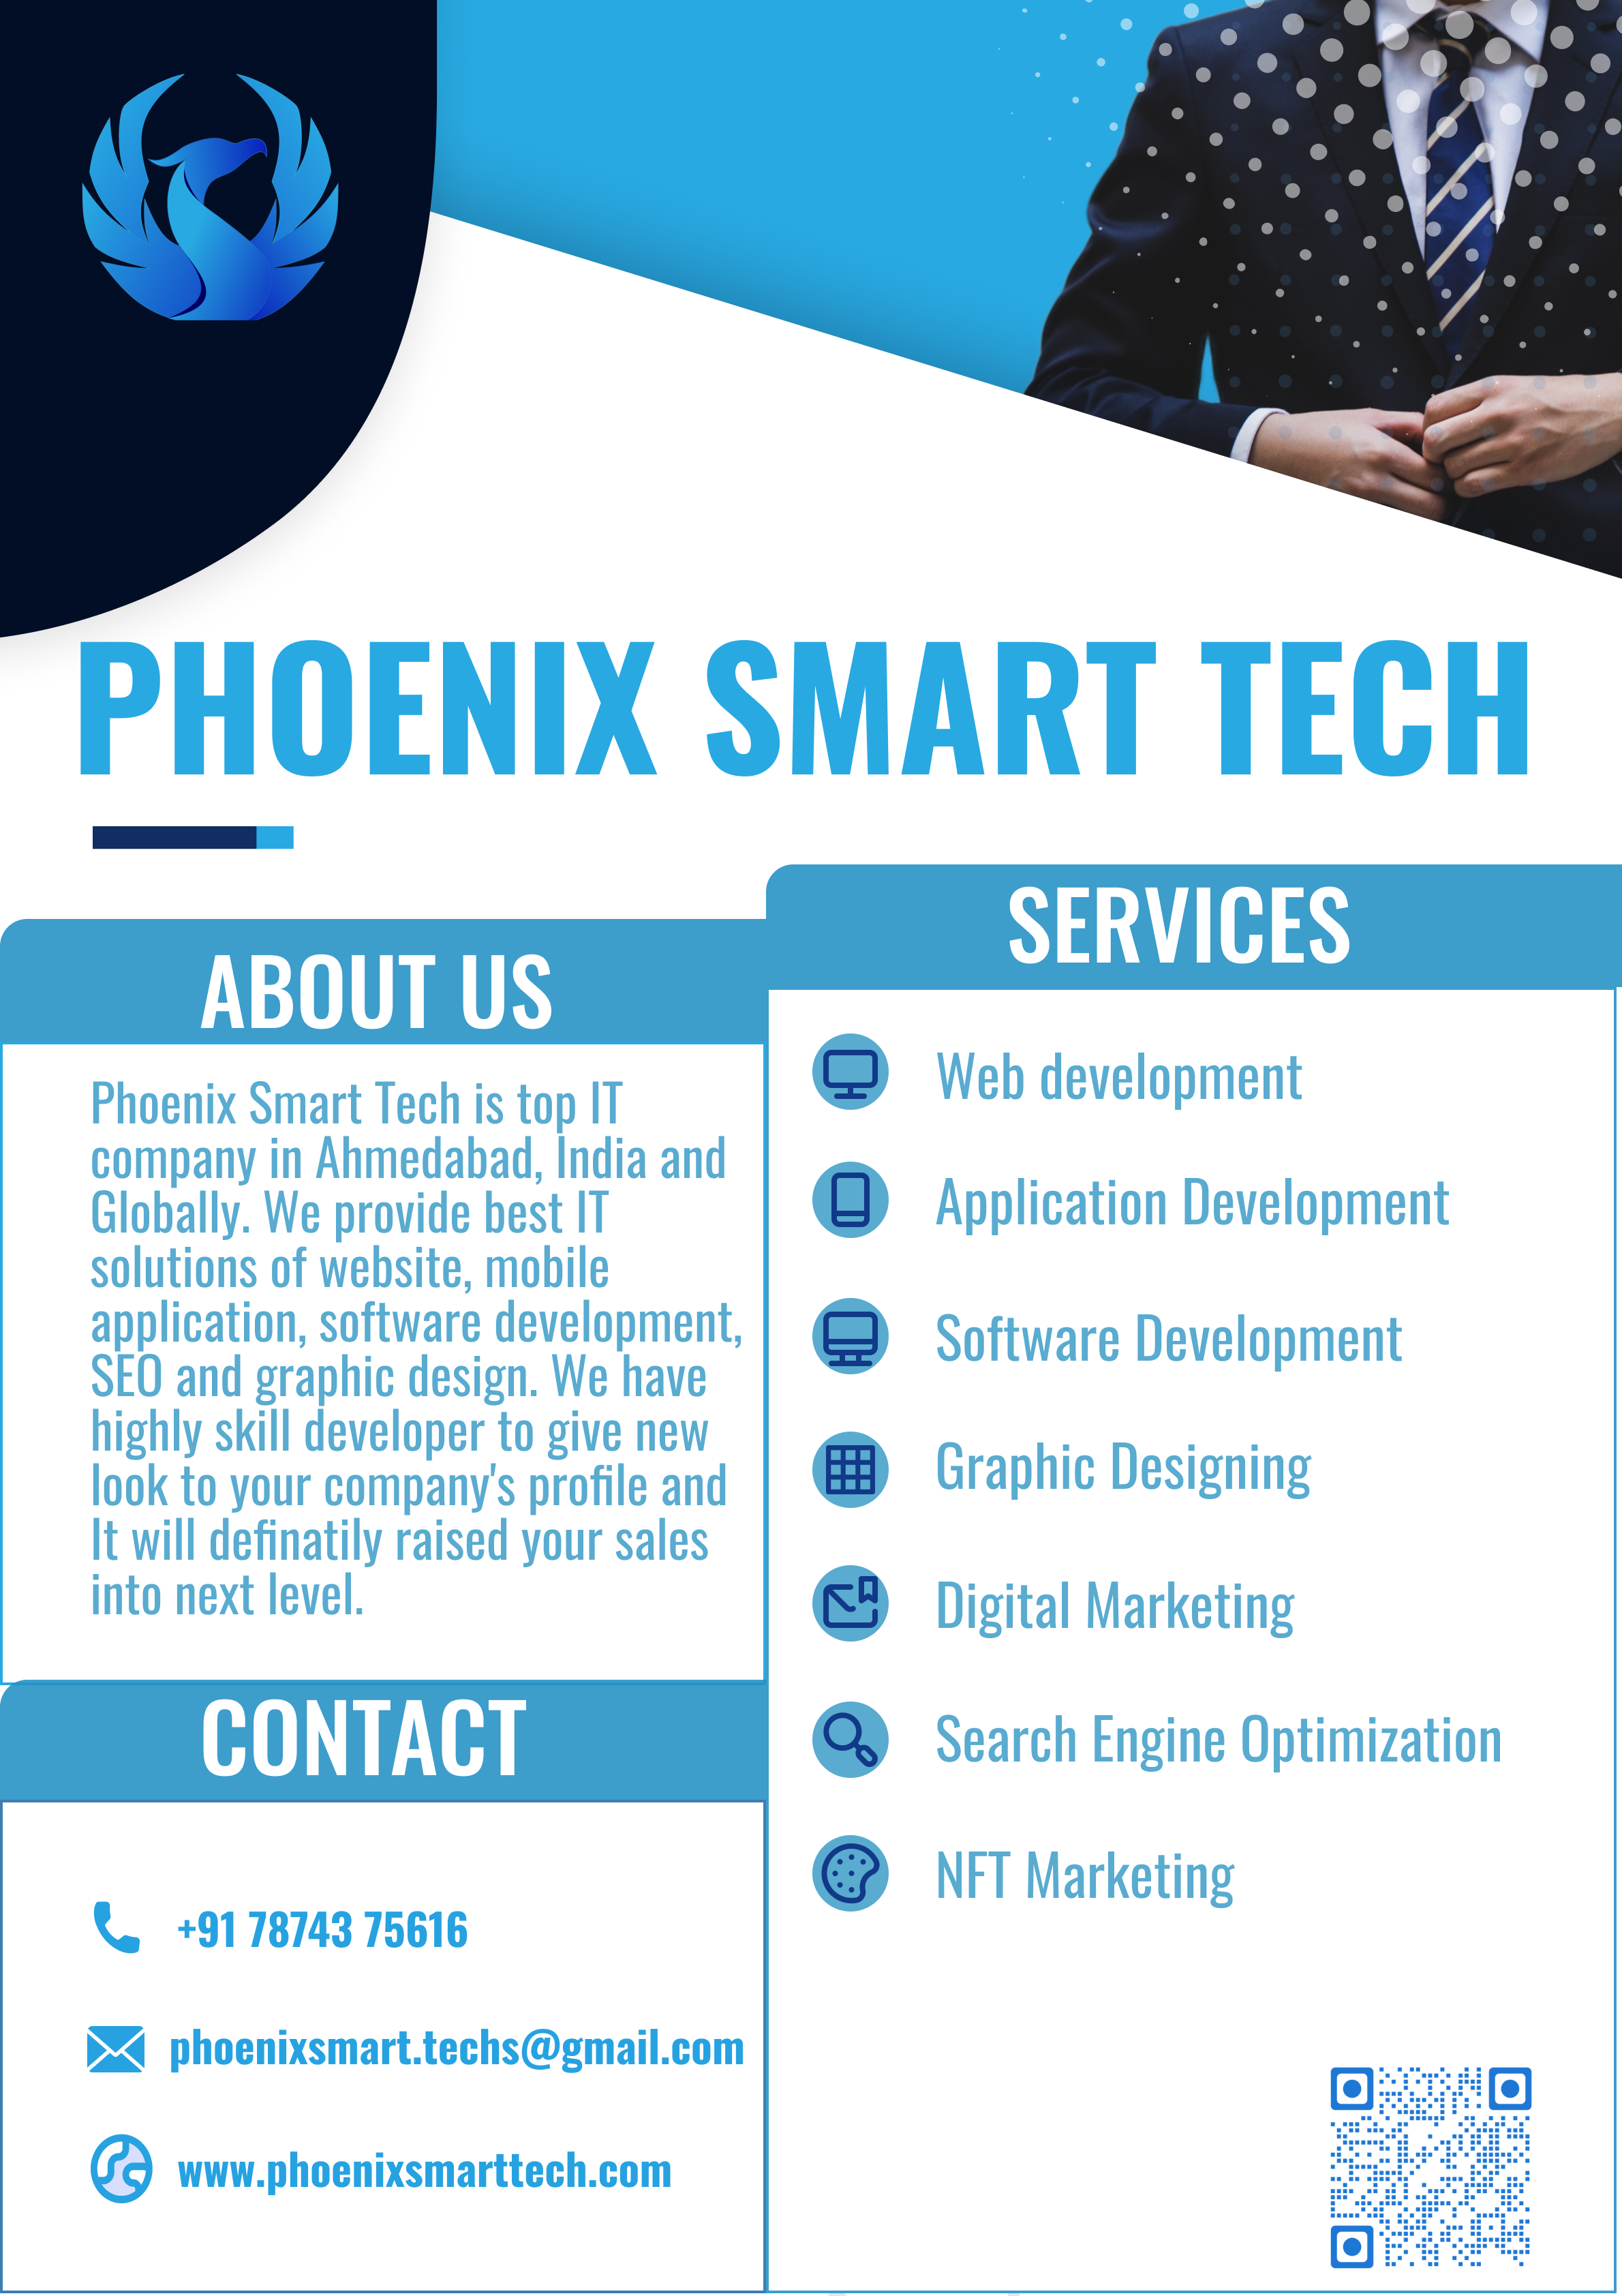 PHOENIX SMART TECH
ABOUT US
Phoenix Smart Tech is top IT
company in Ahmedabad, India and
Globally. We provide best IT
solutions of website, mobile
application, software development,
SEO and graphic design. We have
highly skill developer to give new
look to your company's profile and
It will definatily raised your sales
into next level.
CONTACT
+91 78743 75616
phoenixsmart.techs@gmail.com
www.phoenixsmarttech.com
SERVICES
Web development
Application Development
Software Development
Graphic Designing
Digital Marketing
Search Engine Optimization
NFT Marketing